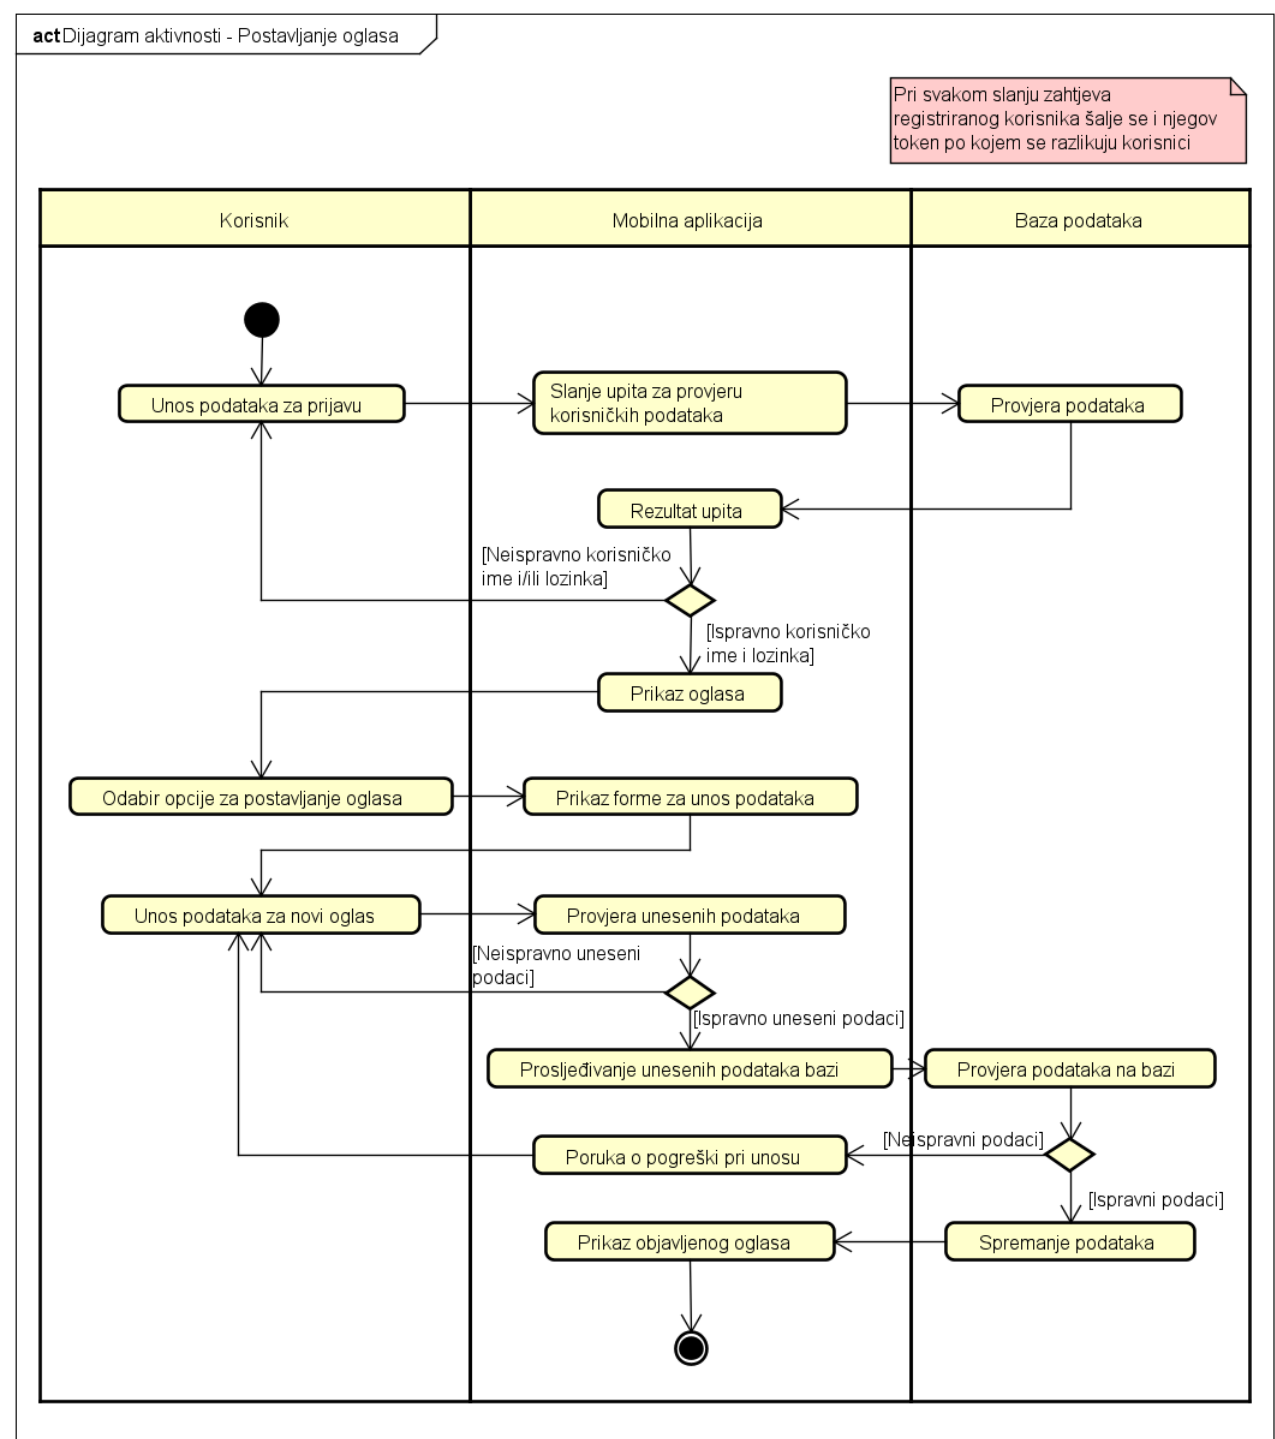 act Dijagram aktivnosti - Postavljanje oglasa
Pri svakom slanju zahtjeva
registriranog korisnika šalje se i njegov
token po kojem se razlikuju korisnici
Korisnik
Mobilna aplikacija
Baza podataka
Unos podataka za prijavu
Slanje upita za provjeru
korisničkih podataka
Provjera podataka
Rezultat upita
[Neispravno korisničko
ime i/ili lozinka]
[Ispravno korisničko
ime i lozinka]
Prikaz oglasa
Odabir opcije za postavljanje oglasa
Prikaz forme za unos podataka
Unos podataka za novi oglas
Provjera unesenih podataka
[Neispravno uneseni
podaci]
[Ispravno uneseni podaci]
Prosljeđivanje unesenih podataka bazi
Provjera podataka na bazi
[Neispravni podaci]
Poruka o pogreški pri unosu
[Ispravni podaci]
Prikaz objavljenog oglasa
Spremanje podataka